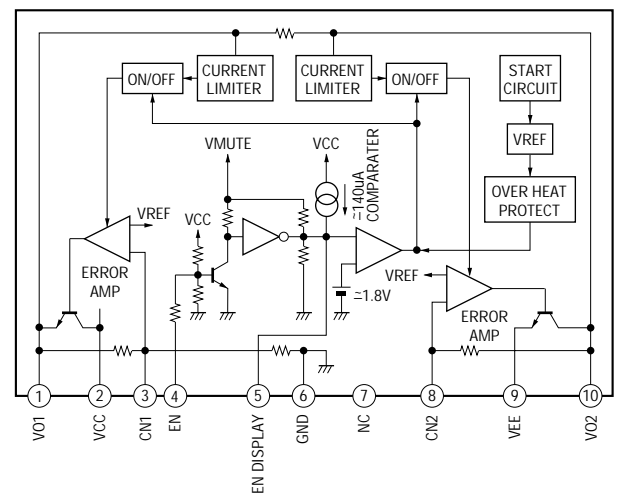 ON/OFF
CURRENT
LIMITER
CURRENT
LIMITER
ON/OFF
START
CIRCUIT
VREF
OVER HEAT
PROTECT
VMUTE
VCC
≃140uA
COMPARATER
VREF
VCC
ERROR
AMP
≃1.8V
VREF
ERROR
AMP
1
2
3
4
5
6
7
8
9
10
VO1
VCC
CN1
EN
EN DISPLAY
GND
NC
CN2
VEE
VO2